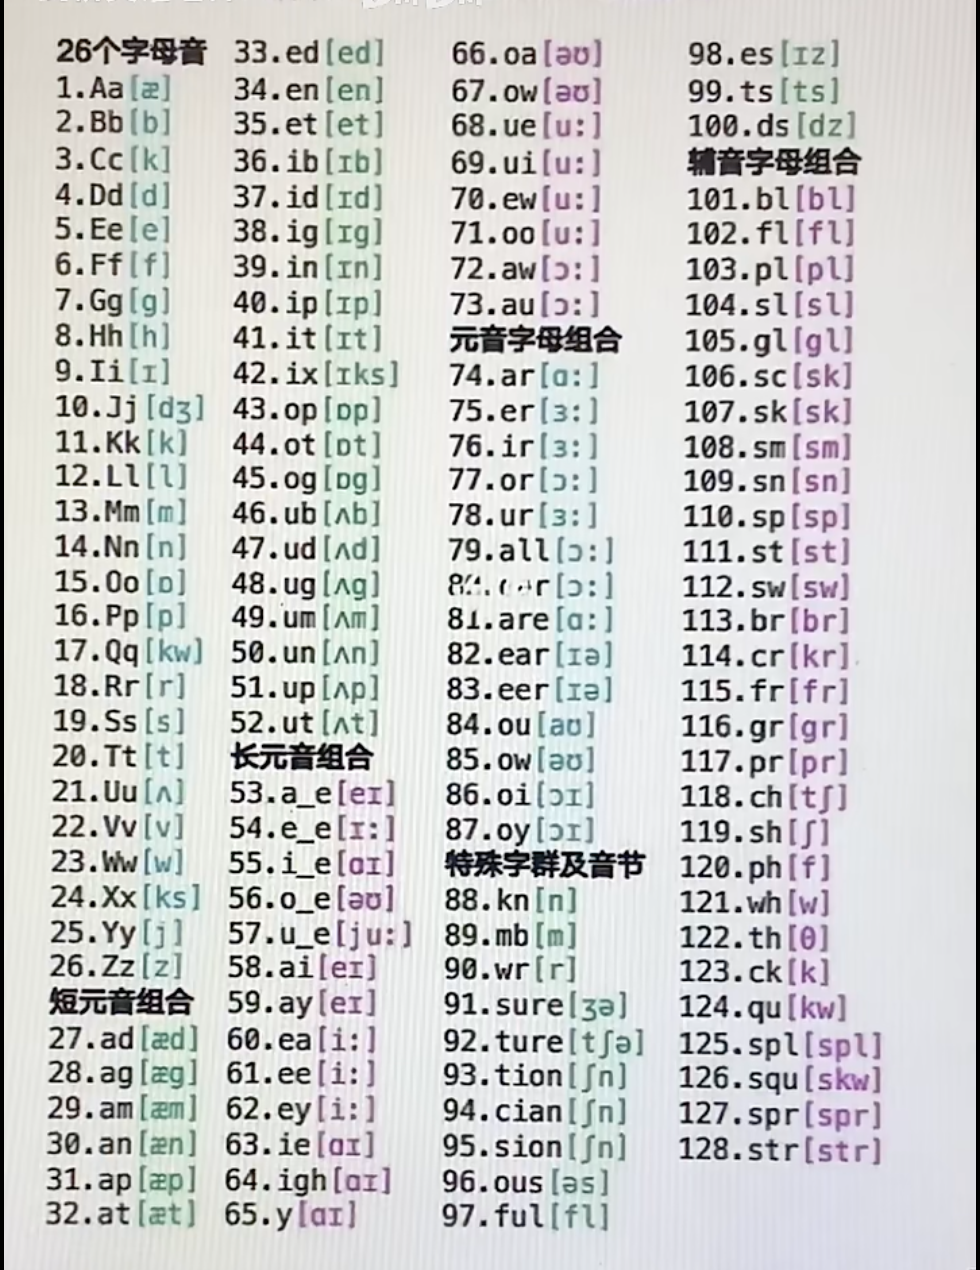 26个字母音
1.Aa[æ]
2.Bb[b]
3.Cc[k]
4.Dd[d]
5.Ee[e]
6.Ff[f]
7.Gg[g]
8.Hh[h]
9.Ii[ɪ]
10.Jj[dʒ]
11.Kk[k]
12.Ll[l]
13.Mm[m]
14.Nn[n]
15.Oo[ɒ]
16.Pp[p]
17.Qq[kw]
18.Rr[r]
19.Ss[s]
20.Tt[t]
21.Uu[ʌ]
22.Vv[v]
23.Ww[w]
24.Xx[ks]
25.Yy[j]
26.Zz[z]
短元音组合
27.ad[æd]
28.ag[æg]
29.am[æm]
30.an[æn]
31.ap[æp]
32.at[æt]
33.ed[ed]
34.en[en]
35.et[et]
36.ib[ɪb]
37.id[ɪd]
38.ig[ɪg]
39.in[ɪn]
40.ip[ɪp]
41.it[ɪt]
42.ix[ɪks]
43.op[ɒp]
44.ot[ɒt]
45.og[ɒg]
46.ub[ʌb]
47.ud[ʌd]
48.ug[ʌg]
49.um[ʌm]
50.un[ʌn]
51.up[ʌp]
52.ut[ʌt]
长元音组合
53.a_e[eɪ]
54.e_e[ɪ:]
55.i_e[ɑɪ]
56.o_e[əʊ]
57.u_e[ju:]
58.ai[eɪ]
59.ay[eɪ]
60.ea[i:]
61.ee[i:]
62.ey[i:]
63.ie[ɑɪ]
64.igh[ɑɪ]
65.y[ɑɪ]
66.oa[əʊ]
67.ow[əʊ]
68.ue[u:]
69.ui[u:]
70.ew[u:]
71.oo[u:]
72.aw[ɔ:]
73.au[ɔ:]
元音字母组合
74.ar[ɑ:]
75.er[ɜ:]
76.ir[ɜ:]
77.or[ɔ:]
78.ur[ɜ:]
79.all[ɔ:]
[ɔ:]
81.are[ɑ:]
82.ear[ɪə]
83.eer[ɪə]
84.ou[aʊ]
85.ow[əʊ]
86.oi[ɔɪ]
87.oy[ɔɪ]
特殊字群及音节
88.kn[n]
89.mb[m]
90.wr[r]
91.sure[ʒə]
92.ture[tʃə]
93.tion[ʃn]
94.cian[ʃn]
95.sion[ʃn]
96.ous[əs]
97.ful[fl]
98.es[ɪz]
99.ts[ts]
100.ds[dz]
辅音字母组合
101.bl[bl]
102.fl[fl]
103.pl[pl]
104.sl[sl]
105.gl[gl]
106.sc[sk]
107.sk[sk]
108.sm[sm]
109.sn[sn]
110.sp[sp]
111.st[st]
112.sw[sw]
113.br[br]
114.cr[kr]
115.fr[fr]
116.gr[gr]
117.pr[pr]
118.ch[tʃ]
119.sh[ʃ]
120.ph[f]
121.wh[w]
122.th[θ]
123.ck[k]
124.qu[kw]
125.spl[spl]
126.squ[skw]
127.spr[spr]
128.str[str]